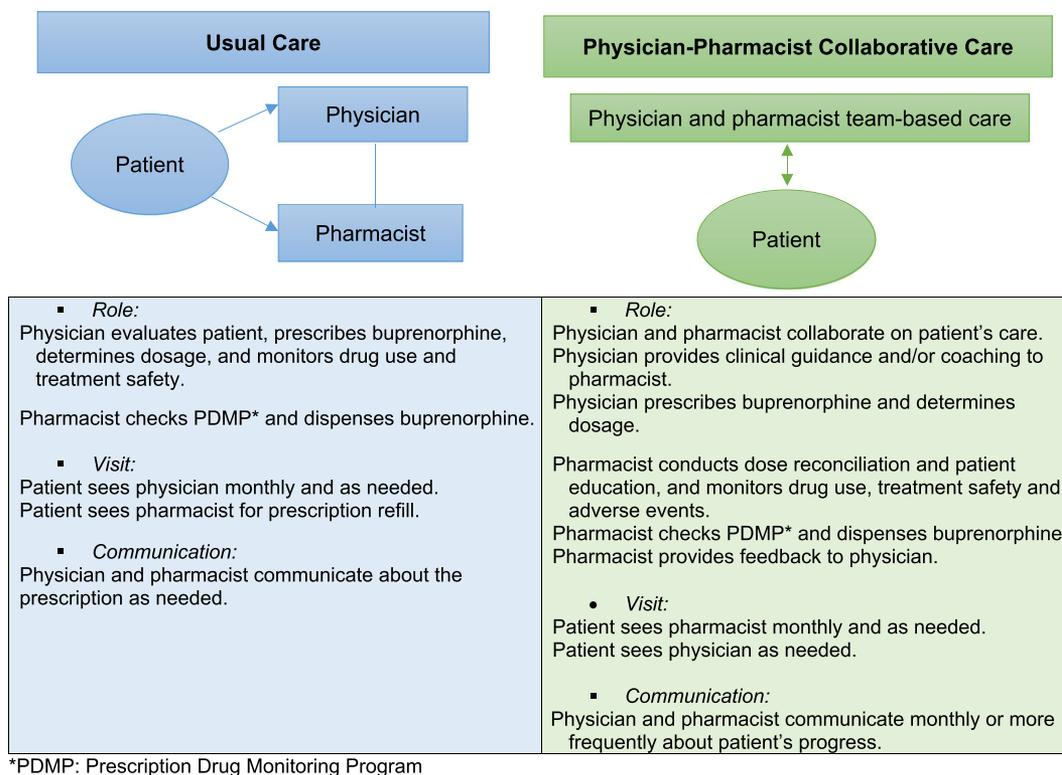 Usual Care
Physician
Patient
Pharmacist
Physician-Pharmacist Collaborative Care
Physician and pharmacist team-based care
Patient
▪ Role:
Physician evaluates patient, prescribes buprenorphine,
determines dosage, and monitors drug use and
treatment safety.
Pharmacist checks PDMP* and dispenses buprenorphine.
▪ Visit:
Patient sees physician monthly and as needed.
Patient sees pharmacist for prescription refill.
▪ Communication:
Physician and pharmacist communicate about the
prescription as needed.
▪ Role:
Physician and pharmacist collaborate on patient's care.
Physician provides clinical guidance and/or coaching to
pharmacist.
Physician prescribes buprenorphine and determines
dosage.
Pharmacist conducts dose reconciliation and patient
education, and monitors drug use, treatment safety and
adverse events.
Pharmacist checks PDMP* and dispenses buprenorphine
Pharmacist provides feedback to physician.
• Visit:
Patient sees pharmacist monthly and as needed.
Patient sees physician as needed.
▪ Communication:
Physician and pharmacist communicate monthly or more
frequently about patient's progress.
*PDMP: Prescription Drug Monitoring Program